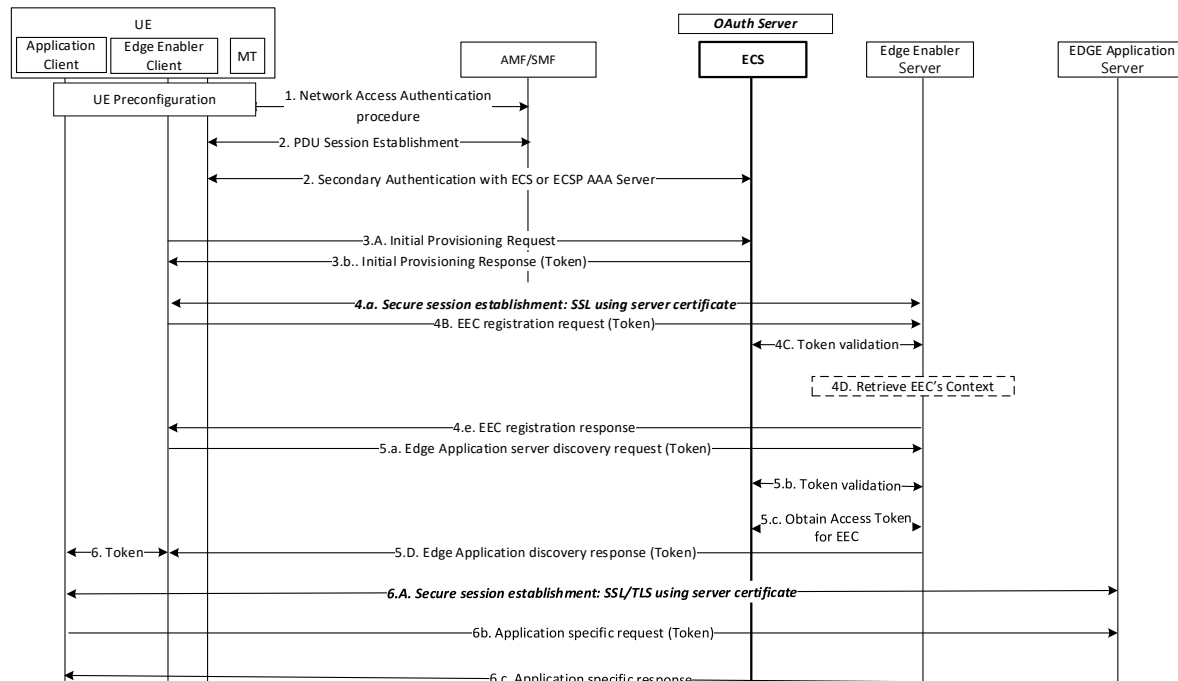 UE
OAuth Server
Application
Client
Edge Enabler
Client
MT
AMF/SMF
ECS
Edge Enabler
Server
EDGE Application
Server
UE Preconfiguration
1. Network Access Authentication
procedure
2. PDU Session Establishment
2. Secondary Authentication with ECS or ECSP AAA Server
3.A. Initial Provisioning Request
3.b.. Initial Provisioning Response (Token)
4.a. Secure session establishment: SSL using server certificate
4B. EEC registration request (Token)
4C. Token validation
4D. Retrieve EEC's Context
4.e. EEC registration response
5.a. Edge Application server discovery request (Token)
5.b. Token validation
5.c. Obtain Access Token
for EEC
6. Token
5.D. Edge Application discovery response (Token)
6.A. Secure session establishment: SSL/TLS using server certificate
6b. Application specific request (Token)
6.c. Application specific response